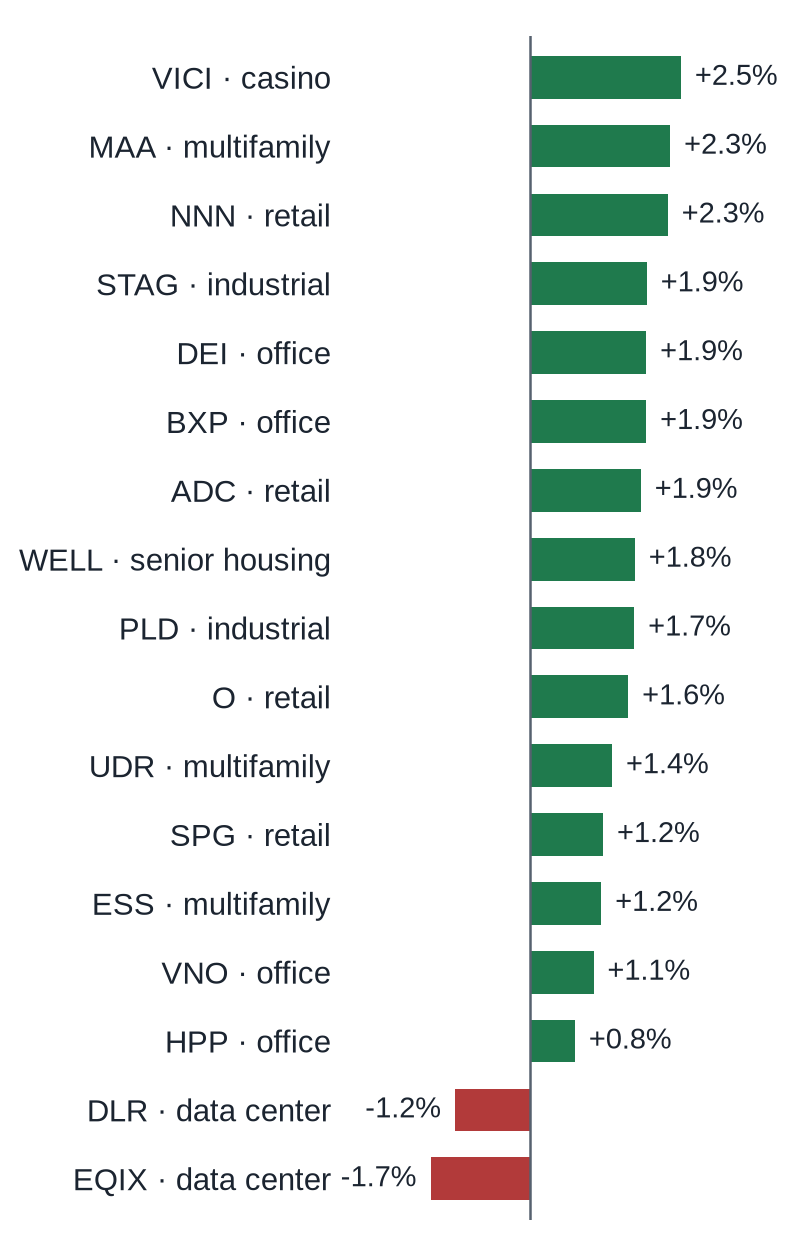 VICI · casino +2.5%
MAA · multifamily +2.3%
NNN · retail +2.3%
STAG · industrial +1.9%
DEI · office +1.9%
BXP · office +1.9%
ADC · retail +1.9%
WELL · senior housing +1.8%
PLD · industrial +1.7%
O · retail +1.6%
UDR · multifamily +1.4%
SPG · retail +1.2%
ESS · multifamily +1.2%
VNO · office +1.1%
HPP · office +0.8%
DLR · data center -1.2%
EQIX · data center -1.7%